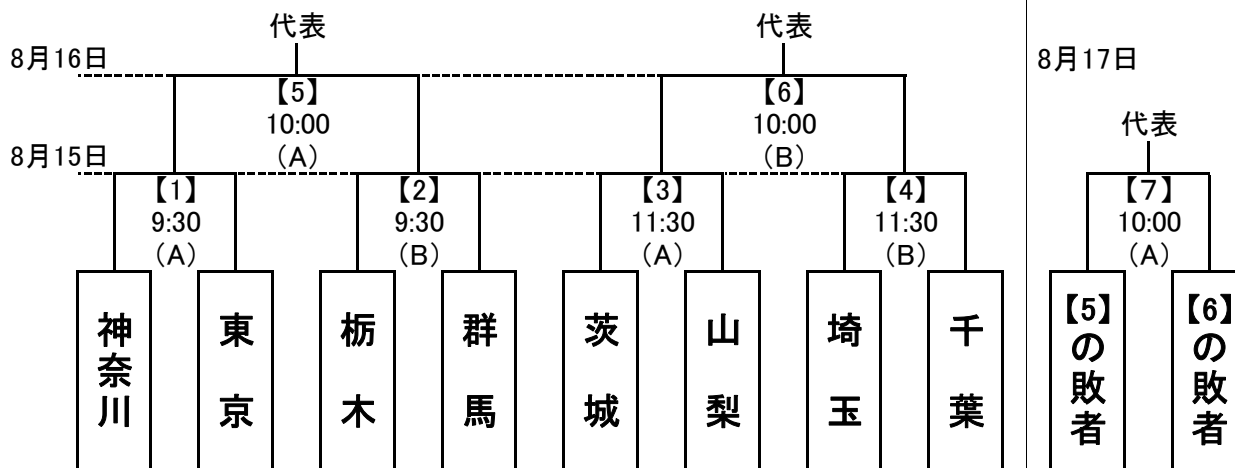 代表 代表
8月16日 8月17日
【5】 【6】
10:00 10:00 代表
8月15日 (A) (B)
【1】 【2】 【3】 【4】 【7】
9:30 9:30 11:30 11:30 10:00
(A) (B) (A) (B) (A)
神奈川
東京
栃木
群馬
茨城
山梨
埼玉
千葉
【5】の敗者
【6】の敗者